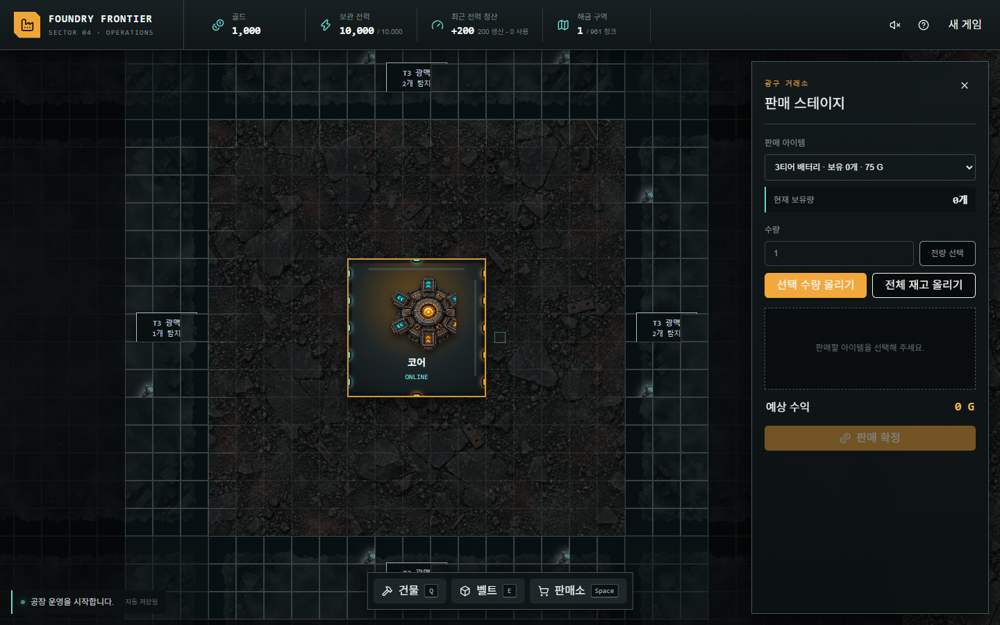 FOUNDRY FRONTIER
SECTOR 04 · OPERATIONS
골드
1,000
보관 전력
10,000 / 10,000
최근 전력 정산
+200 200 생산 - 0 사용
해금 구역
1 / 961 청크
새 게임
T3 광맥
2개 탐지
T3 광맥
1개 탐지
코어
ONLINE
T3 광맥
2개 탐지
광구 거래소
판매 스테이지
판매 아이템
3티어 배터리 · 보유 0개 · 75 G
현재 보유량
0개
수량
1
전량 선택
선택 수량 올리기
전체 재고 올리기
판매할 아이템을 선택해 주세요.
예상 수익
0 G
판매 확정
T3 광맥
건물 Q
벨트 E
판매소 Space
공장 운영을 시작합니다.
자동 저장됨